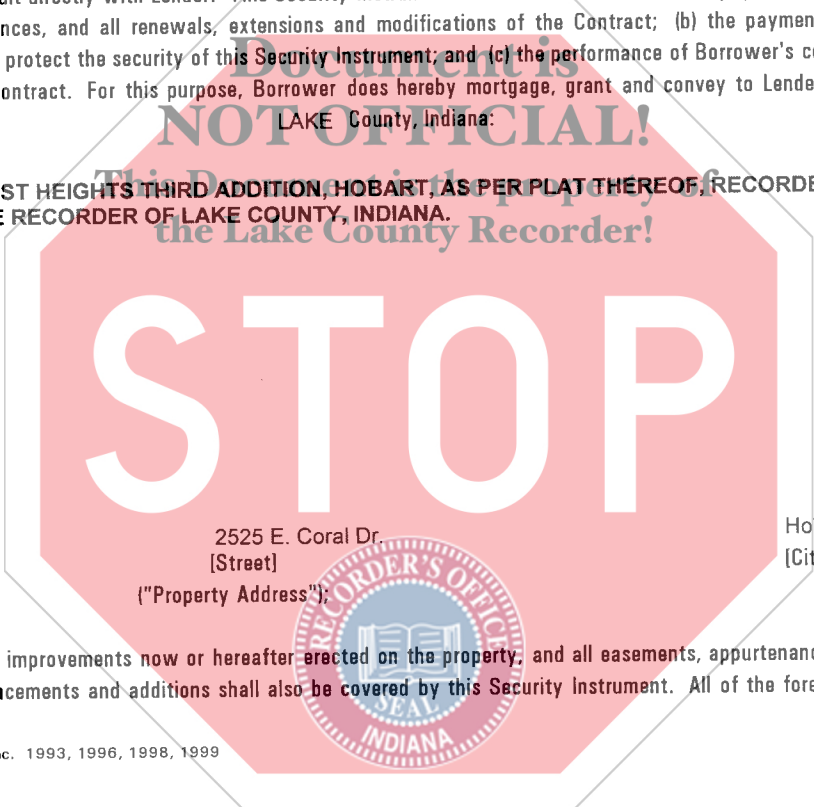 nces, and all renewals, extensions and modifications of the Contract; (b) the paymen
protect the security of this Security Instrument; and (c) the performance of Borrower's c
ontract. For this purpose, Borrower does hereby mortgage, grant and convey to Lende
LAKE County, Indiana:
Document is
NOT OFFICIAL!
This Document is the property of
the Lake County Recorder!
ST HEIGHTS THIRD ADDITION, HOBART, AS PER PLAT THEREOF, RECORDE
E RECORDER OF LAKE COUNTY, INDIANA.
STOP
2525 E. Coral Dr.
Ho
[Street]
[Cit
("Property Address");
RECORDER'S OFFICE
SEAL
INDIANA
improvements now or hereafter erected on the property, and all easements, appurtenanc
cements and additions shall also be covered by this Security Instrument. All of the fore
nc. 1993, 1996, 1998, 1999